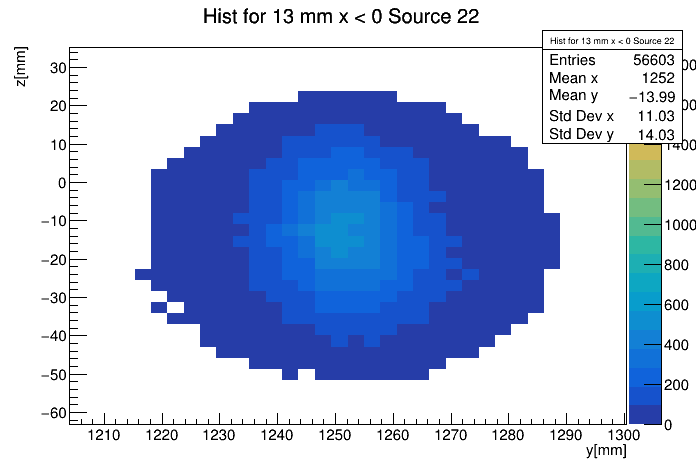 Hist for 13 mm x < 0 Source 22
z[mm]
Hist for 13 mm x < 0 Source 22
Entries 56603
Mean x 1252
Mean y −13.99
Std Dev x 11.03
Std Dev y 14.03
30
20
10
0
−10
−20
−30
−40
−50
−60
1210 1220 1230 1240 1250 1260 1270 1280 1290 1300
y[mm]
1400
1200
1000
800
600
400
200
0